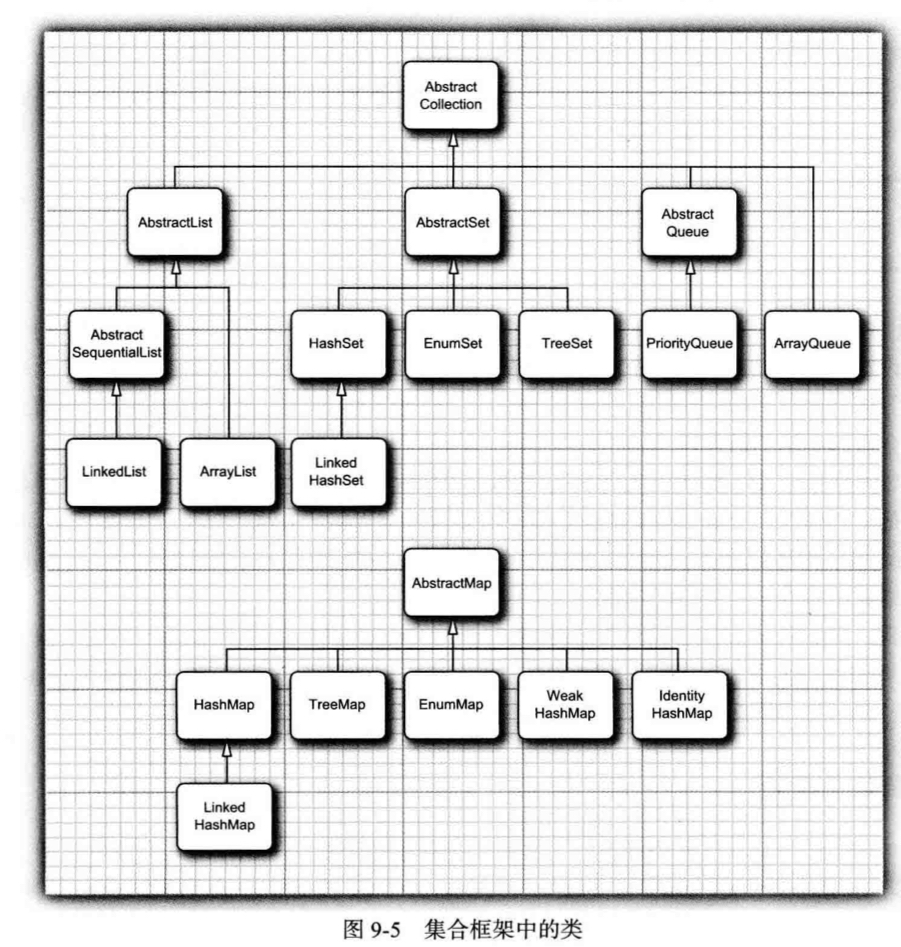 Abstract
Collection
AbstractList
AbstractSet
Abstract
Queue
Abstract
SequentialList
HashSet
EnumSet
TreeSet
PriorityQueue
ArrayQueue
LinkedList
ArrayList
Linked
HashSet
AbstractMap
HashMap
TreeMap
EnumMap
Weak
HashMap
Identity
HashMap
Linked
HashMap
图 9-5 集合框架中的类